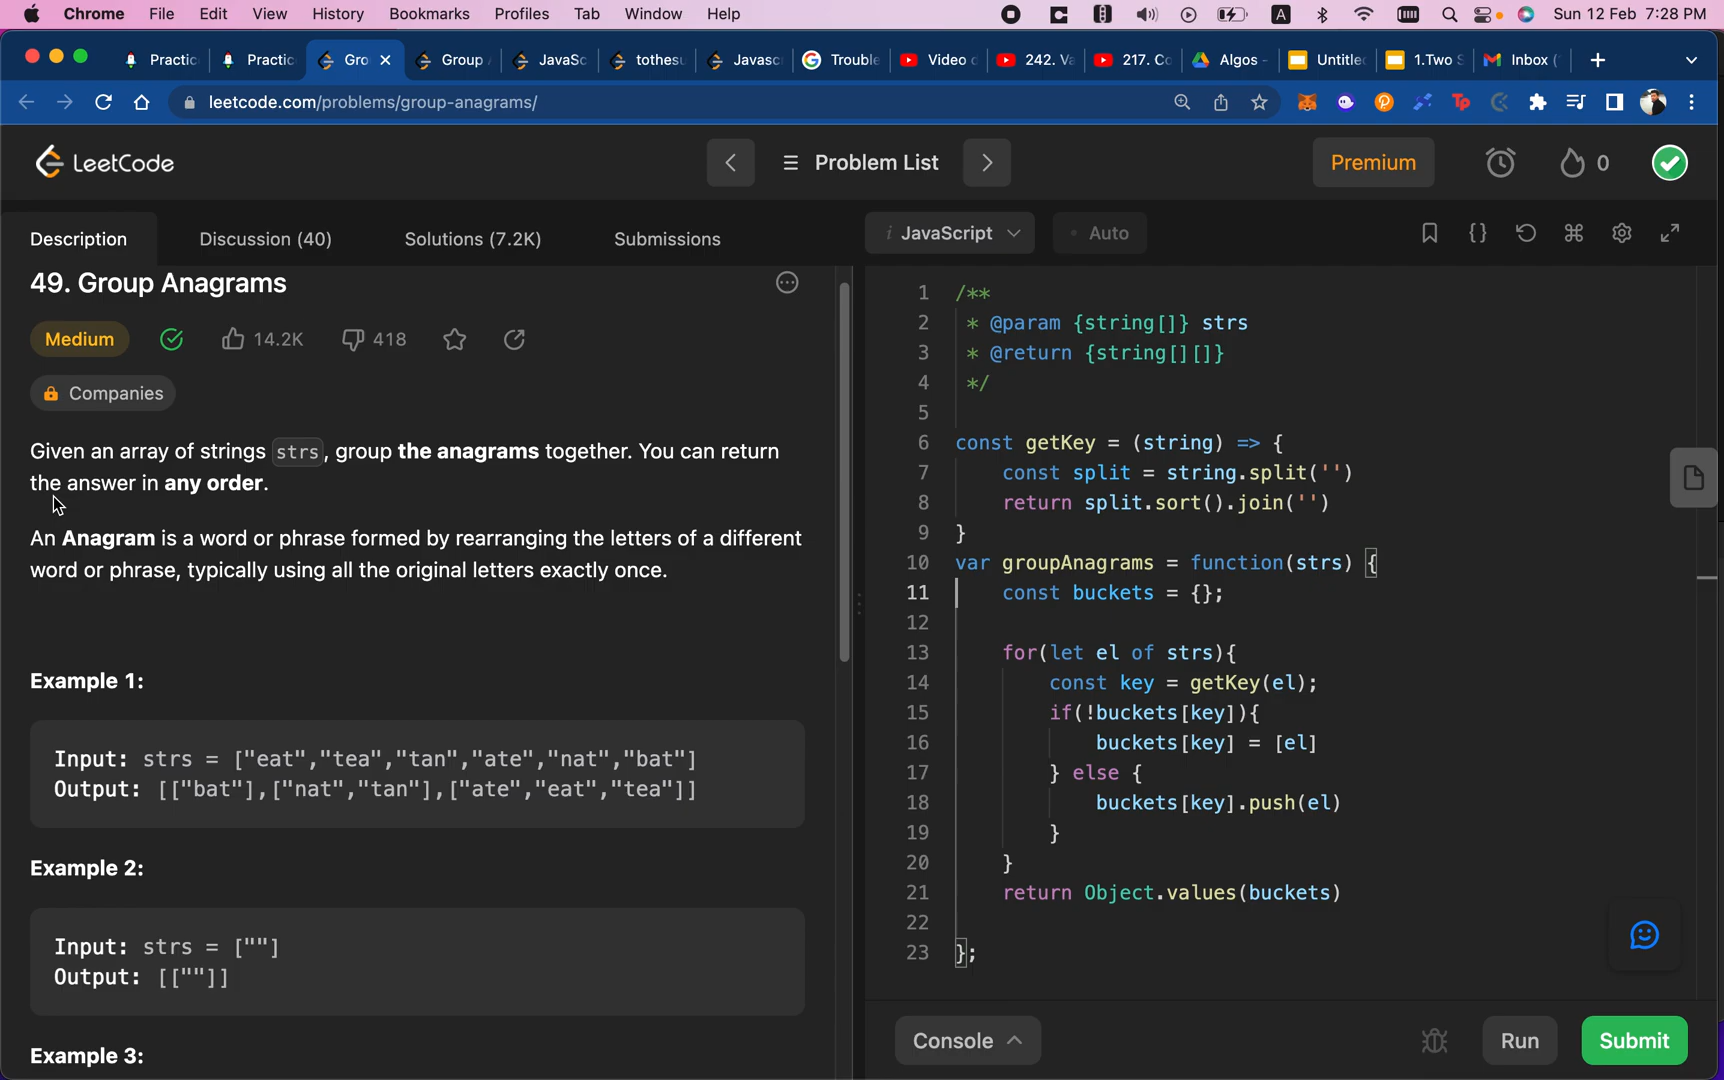 Chrome File Edit View History Bookmarks Profiles Tab Window Help A Sun 12 Feb 7:28 PM
Practic Practic Gro Group JavaSc tothesu Javasc Trouble Video 242. Va 217. Co Algos - Untitle 1.Two S Inbox (
leetcode.com/problems/group-anagrams/
LeetCode Problem List Premium 0
Description Discussion (40) Solutions (7.2K) Submissions
49. Group Anagrams
Medium 14.2K 418
Companies
Given an array of strings strs, group the anagrams together. You can return
the answer in any order.
An Anagram is a word or phrase formed by rearranging the letters of a different
word or phrase, typically using all the original letters exactly once.
Example 1:
Input: strs = ["eat","tea","tan","ate","nat","bat"]
Output: [["bat"],["nat","tan"],["ate","eat","tea"]]
Example 2:
Input: strs = [""]
Output: [[""]]
Example 3:
i JavaScript Auto
1 /**
2 * @param {string[]} strs
3 * @return {string[][]}
4 */
5
6 const getKey = (string) => {
7 const split = string.split('')
8 return split.sort().join('')
9 }
10 var groupAnagrams = function(strs) {
11 const buckets = {};
12
13 for(let el of strs){
14 const key = getKey(el);
15 if(!buckets[key]){
16 buckets[key] = [el]
17 } else {
18 buckets[key].push(el)
19 }
20 }
21 return Object.values(buckets)
22
23 };
Console Run Submit